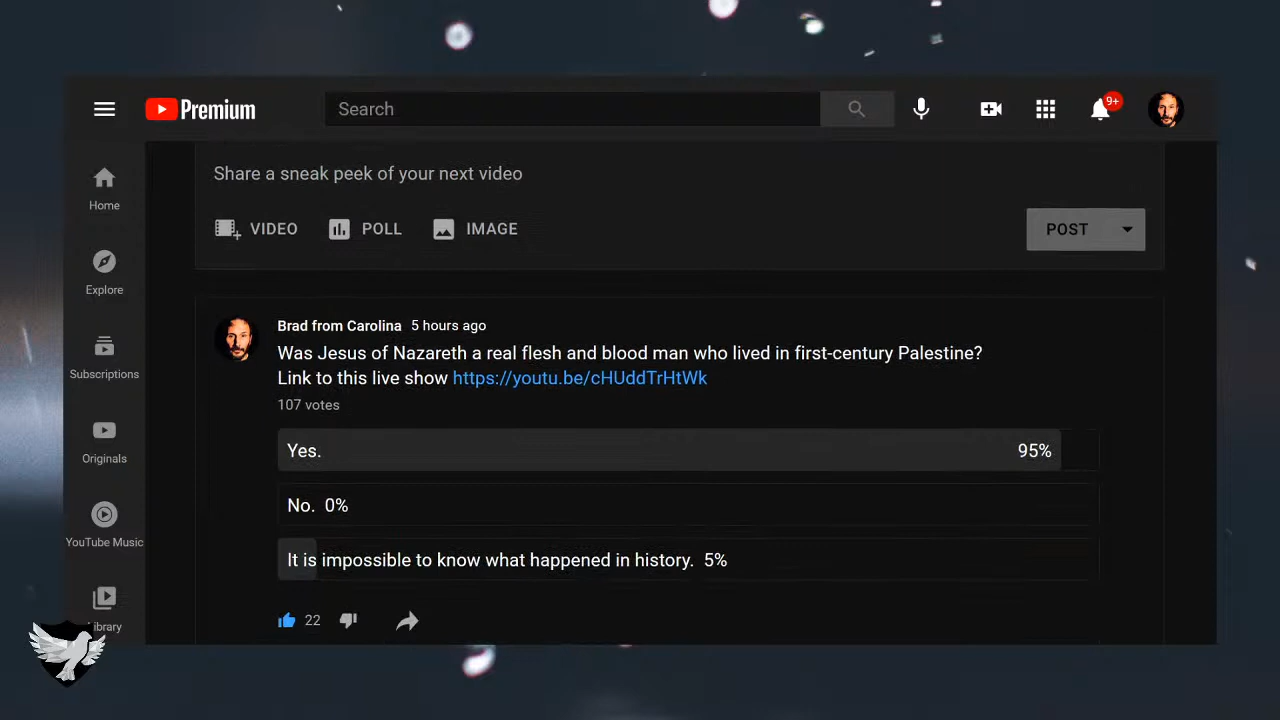 Premium
Search
9+
Home
Explore
Subscriptions
Originals
YouTube Music
Library
Share a sneak peek of your next video
VIDEO POLL IMAGE
POST
Brad from Carolina 5 hours ago
Was Jesus of Nazareth a real flesh and blood man who lived in first-century Palestine?
Link to this live show https://youtu.be/cHUddTrHtWk
107 votes
Yes. 95%
No. 0%
It is impossible to know what happened in history. 5%
22